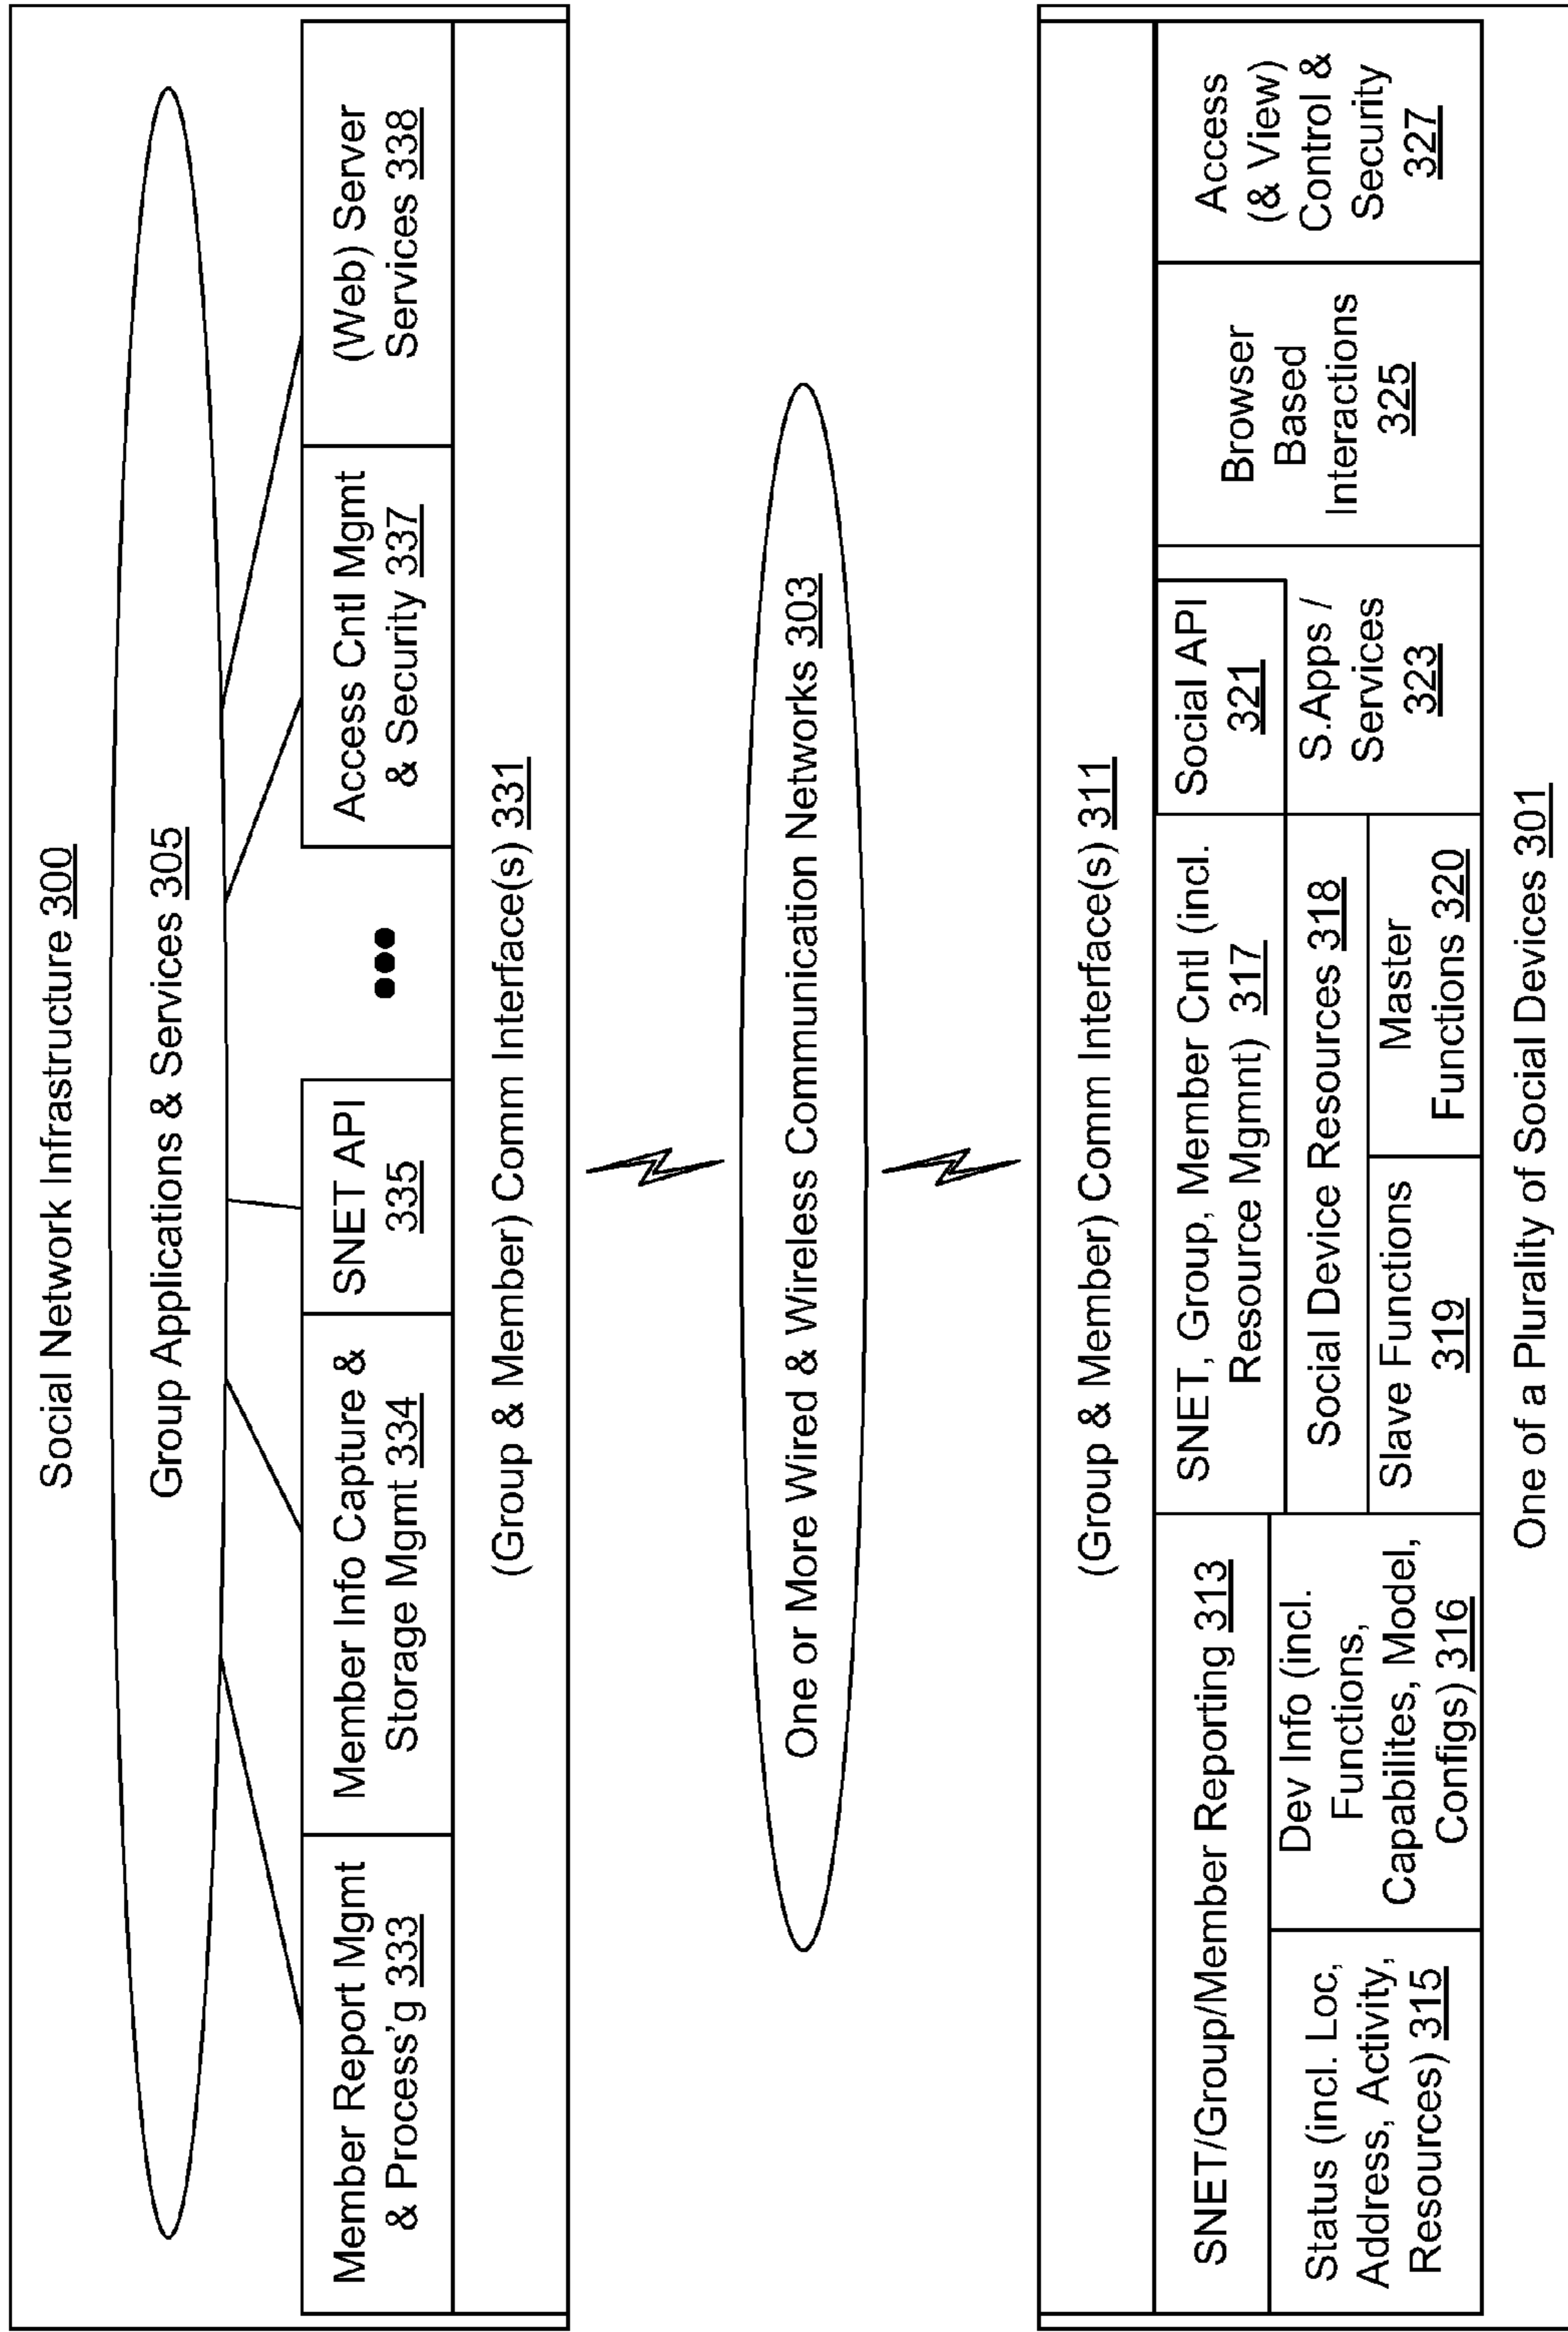 Social Network Infrastructure 300
Group Applications & Services 305
Member Report Mgmt
& Process'g 333
Member Info Capture &
Storage Mgmt 334
SNET API
335
•••
Access Cntl Mgmt
& Security 337
(Web) Server
Services 338
(Group & Member) Comm Interface(s) 331
One or More Wired & Wireless Communication Networks 303
(Group & Member) Comm Interface(s) 311
SNET/Group/Member Reporting 313
Status (incl. Loc,
Address, Activity,
Resources) 315
Dev Info (incl.
Functions,
Capabilites, Model,
Configs) 316
SNET, Group, Member Cntl (incl.
Resource Mgmnt) 317
Social Device Resources 318
Slave Functions
319
Master
Functions 320
Social API
321
S.Apps /
Services
323
Browser
Based
Interactions
325
Access
(& View)
Control &
Security
327
One of a Plurality of Social Devices 301